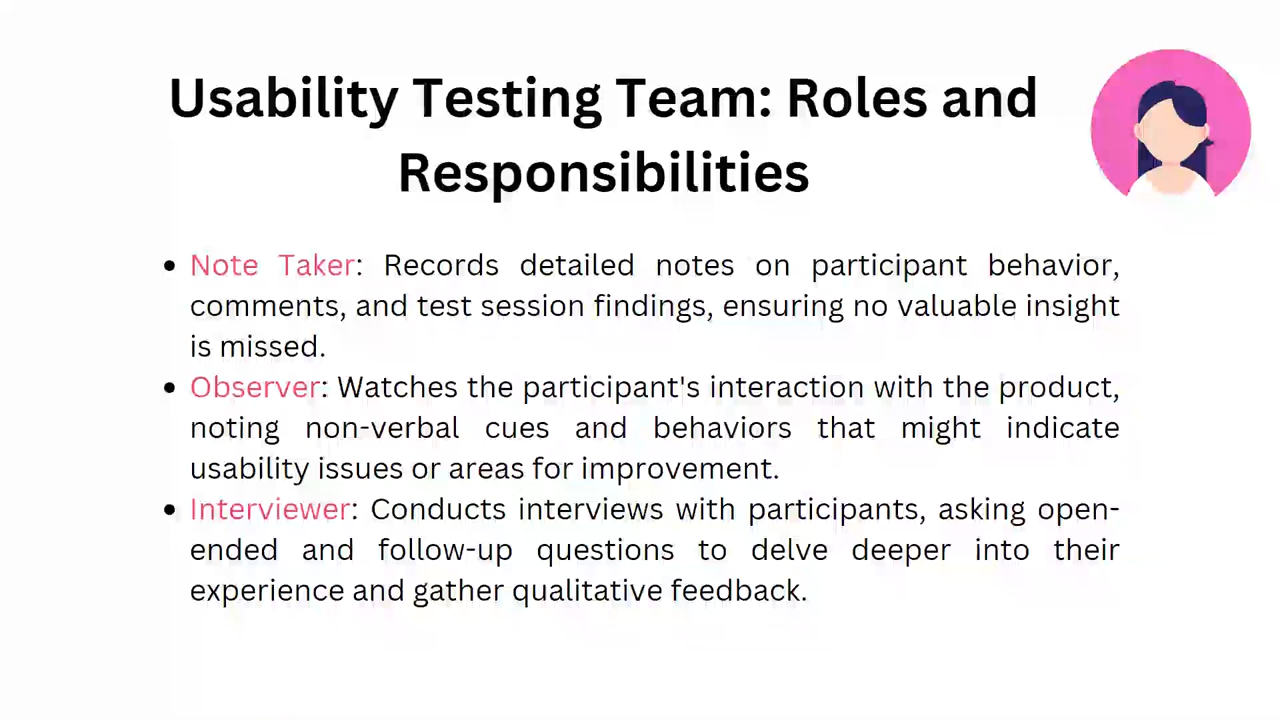 Usability Testing Team: Roles and
Responsibilities
• Note Taker: Records detailed notes on participant behavior,
comments, and test session findings, ensuring no valuable insight
is missed.
• Observer: Watches the participant's interaction with the product,
noting non-verbal cues and behaviors that might indicate
usability issues or areas for improvement.
• Interviewer: Conducts interviews with participants, asking open-
ended and follow-up questions to delve deeper into their
experience and gather qualitative feedback.